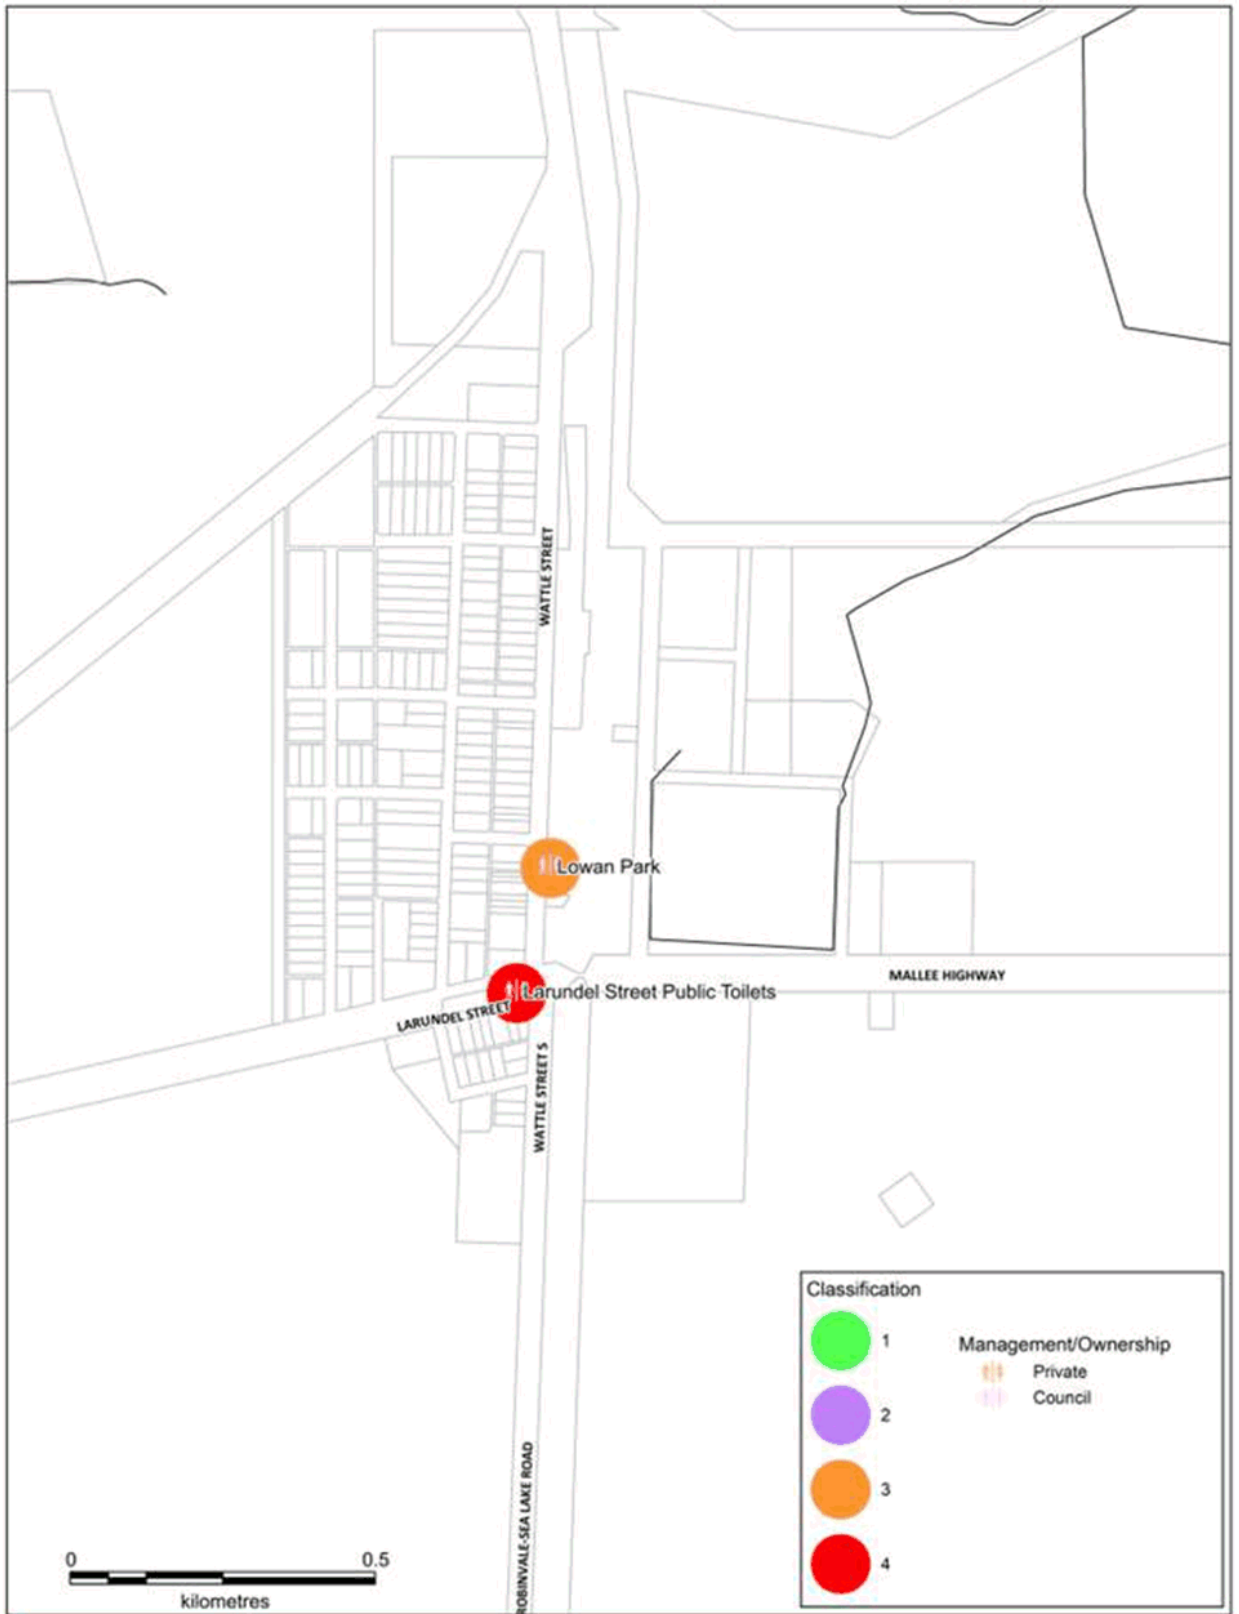 WATTLE STREET
Lowan Park
MALLEE HIGHWAY
Larundel Street Public Toilets
LARUNDEL STREET
WATTLE STREET S
Classification
1
2
3
4
Management/Ownership
Private
Council
ROBINVALE-SEA LAKE ROAD
0 0.5
kilometres